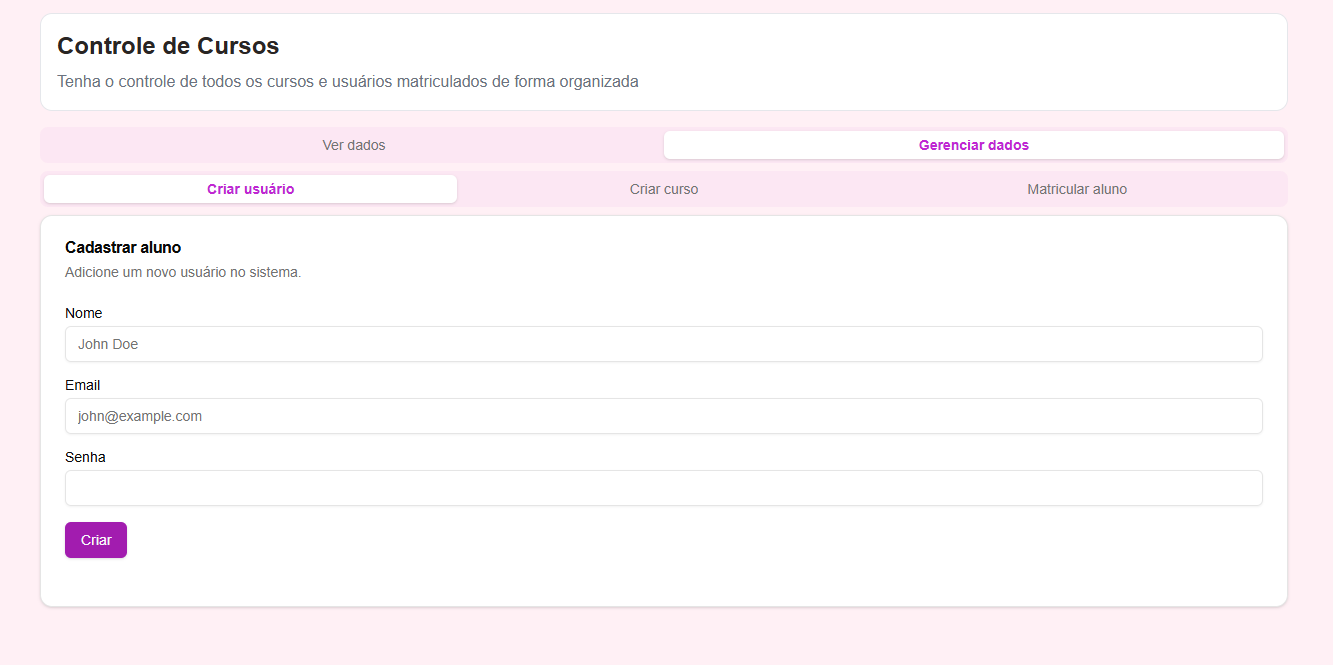 Controle de Cursos
Tenha o controle de todos os cursos e usuários matriculados de forma organizada
Ver dados
Gerenciar dados
Criar usuário
Criar curso
Matricular aluno
Cadastrar aluno
Adicione um novo usuário no sistema.
Nome
John Doe
Email
john@example.com
Senha
Criar